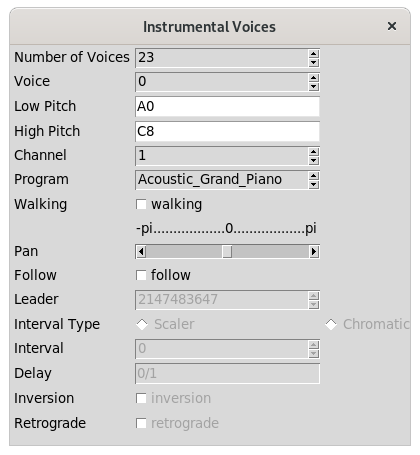 Instrumental Voices ×
Number of Voices 23
Voice 0
Low Pitch A0
High Pitch C8
Channel 1
Program Acoustic_Grand_Piano
Walking walking
-pi..................0..................pi
Pan
Follow follow
Leader 2147483647
Interval Type Scaler Chromatic
Interval 0
Delay 0/1
Inversion inversion
Retrograde retrograde